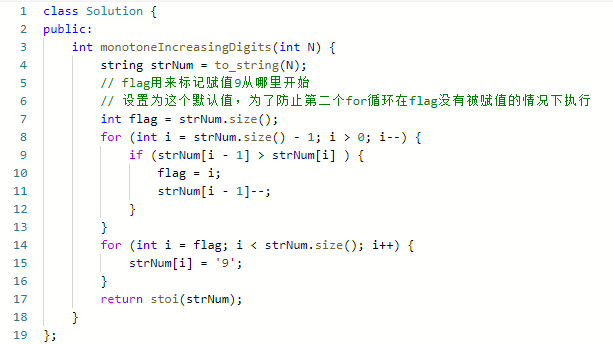 1 class Solution {
2 public:
3     int monotoneIncreasingDigits(int N) {
4         string strNum = to_string(N);
5         // flag用来标记赋值9从哪里开始
6         // 设置为这个默认值，为了防止第二个for循环在flag没有被赋值的情况下执行
7         int flag = strNum.size();
8         for (int i = strNum.size() - 1; i > 0; i--) {
9             if (strNum[i - 1] > strNum[i] ) {
10                 flag = i;
11                 strNum[i - 1]--;
12             }
13         }
14         for (int i = flag; i < strNum.size(); i++) {
15             strNum[i] = '9';
16         }
17         return stoi(strNum);
18     }
19 };